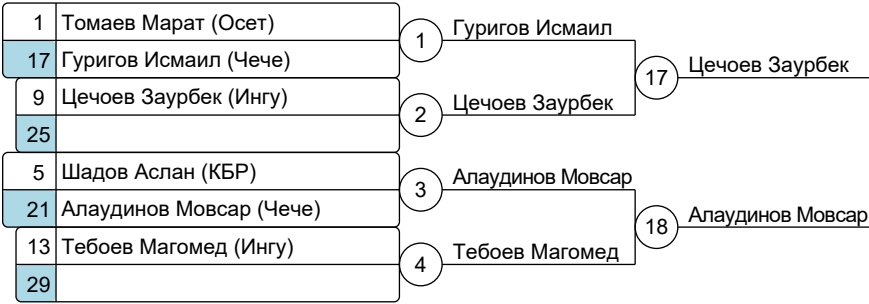 1 Томаев Марат (Осет)
17 Гуригов Исмаил (Чече)
1 Гуригов Исмаил
9 Цечоев Заурбек (Ингу)
25
2 Цечоев Заурбек
17 Цечоев Заурбек
5 Шадов Аслан (КБР)
21 Алаудинов Мовсар (Чече)
3 Алаудинов Мовсар
13 Тебоев Магомед (Ингу)
29
4 Тебоев Магомед
18 Алаудинов Мовсар